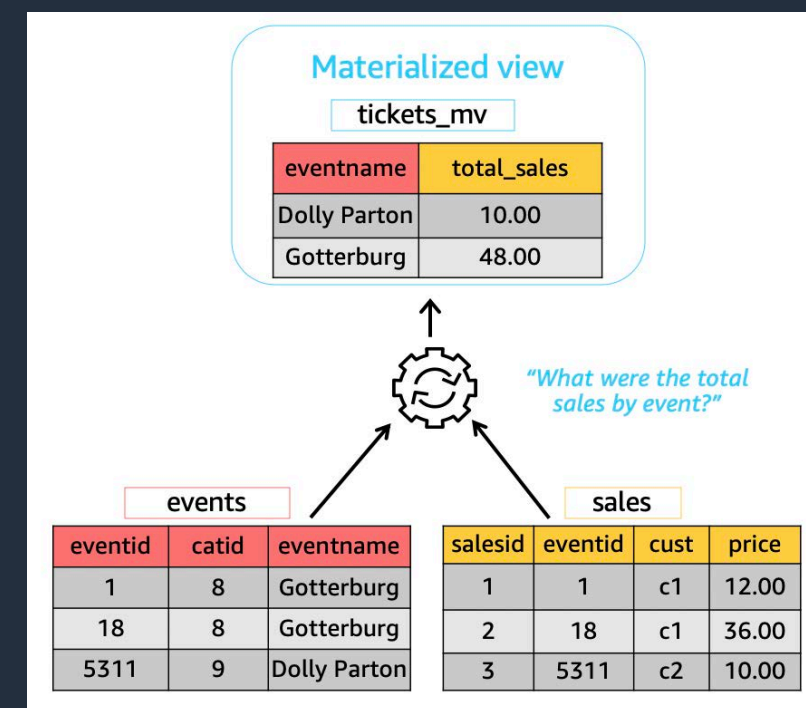 Materialized view
tickets_mv
eventname total_sales
Dolly Parton 10.00
Gotterburg 48.00
"What were the total
sales by event?"
events
eventid catid eventname
1 8 Gotterburg
18 8 Gotterburg
5311 9 Dolly Parton
sales
salesid eventid cust price
1 1 c1 12.00
2 18 c1 36.00
3 5311 c2 10.00